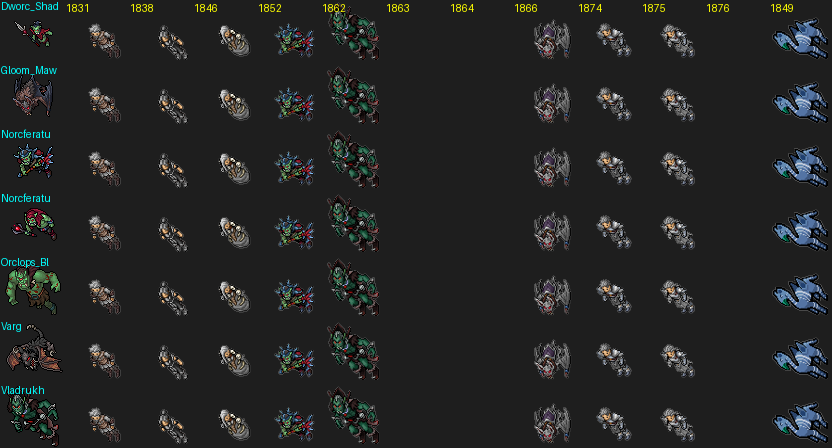 Dworc_Shad 1831 1838 1846 1852 1862 1863 1864 1866 1874 1875 1876 1849
Gloom_Maw
Norcferatu
Norcferatu
Orclops_Bl
Varg
Vladrukh